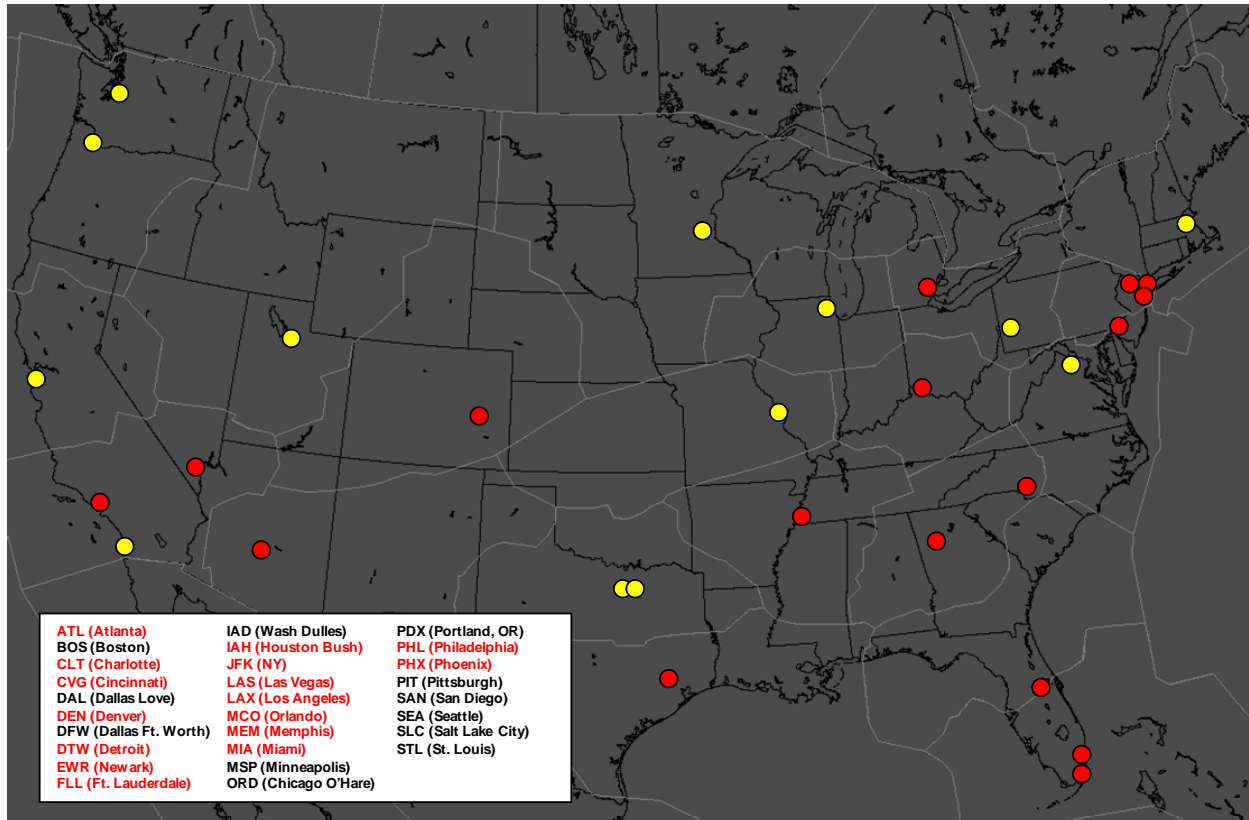 ATL (Atlanta)
BOS (Boston)
CLT (Charlotte)
CVG (Cincinnati)
DAL (Dallas Love)
DEN (Denver)
DFW (Dallas Ft. Worth)
DTW (Detroit)
EWR (Newark)
FLL (Ft. Lauderdale)
IAD (Wash Dulles)
IAH (Houston Bush)
JFK (NY)
LAS (Las Vegas)
LAX (Los Angeles)
MCO (Orlando)
MEM (Memphis)
MIA (Miami)
MSP (Minneapolis)
ORD (Chicago O'Hare)
PDX (Portland, OR)
PHL (Philadelphia)
PHX (Phoenix)
PIT (Pittsburgh)
SAN (San Diego)
SEA (Seattle)
SLC (Salt Lake City)
STL (St. Louis)